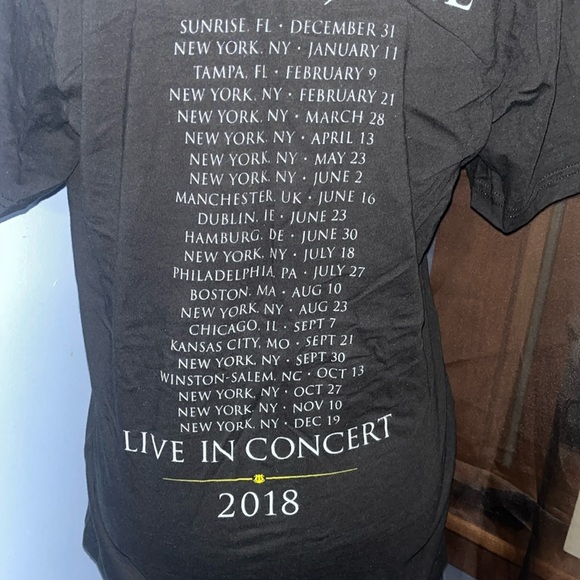 SUNRISE, FL • DECEMBER 31
NEW YORK, NY • JANUARY 11
TAMPA, FL • FEBRUARY 9
NEW YORK, NY • FEBRUARY 21
NEW YORK, NY • MARCH 28
NEW YORK, NY • APRIL 13
NEW YORK, NY • MAY 23
NEW YORK, NY • JUNE 2
MANCHESTER, UK • JUNE 16
DUBLIN, IE • JUNE 23
HAMBURG, DE • JUNE 30
NEW YORK, NY • JULY 18
PHILADELPHIA, PA • JULY 27
BOSTON, MA • AUG 10
NEW YORK, NY • AUG 23
CHICAGO, IL • SEPT 7
KANSAS CITY, MO • SEPT 21
NEW YORK, NY • SEPT 30
WINSTON-SALEM, NC • OCT 13
NEW YORK, NY • OCT 27
NEW YORK, NY • NOV 10
NEW YORK, NY • DEC 19
LIVE IN CONCERT
2018